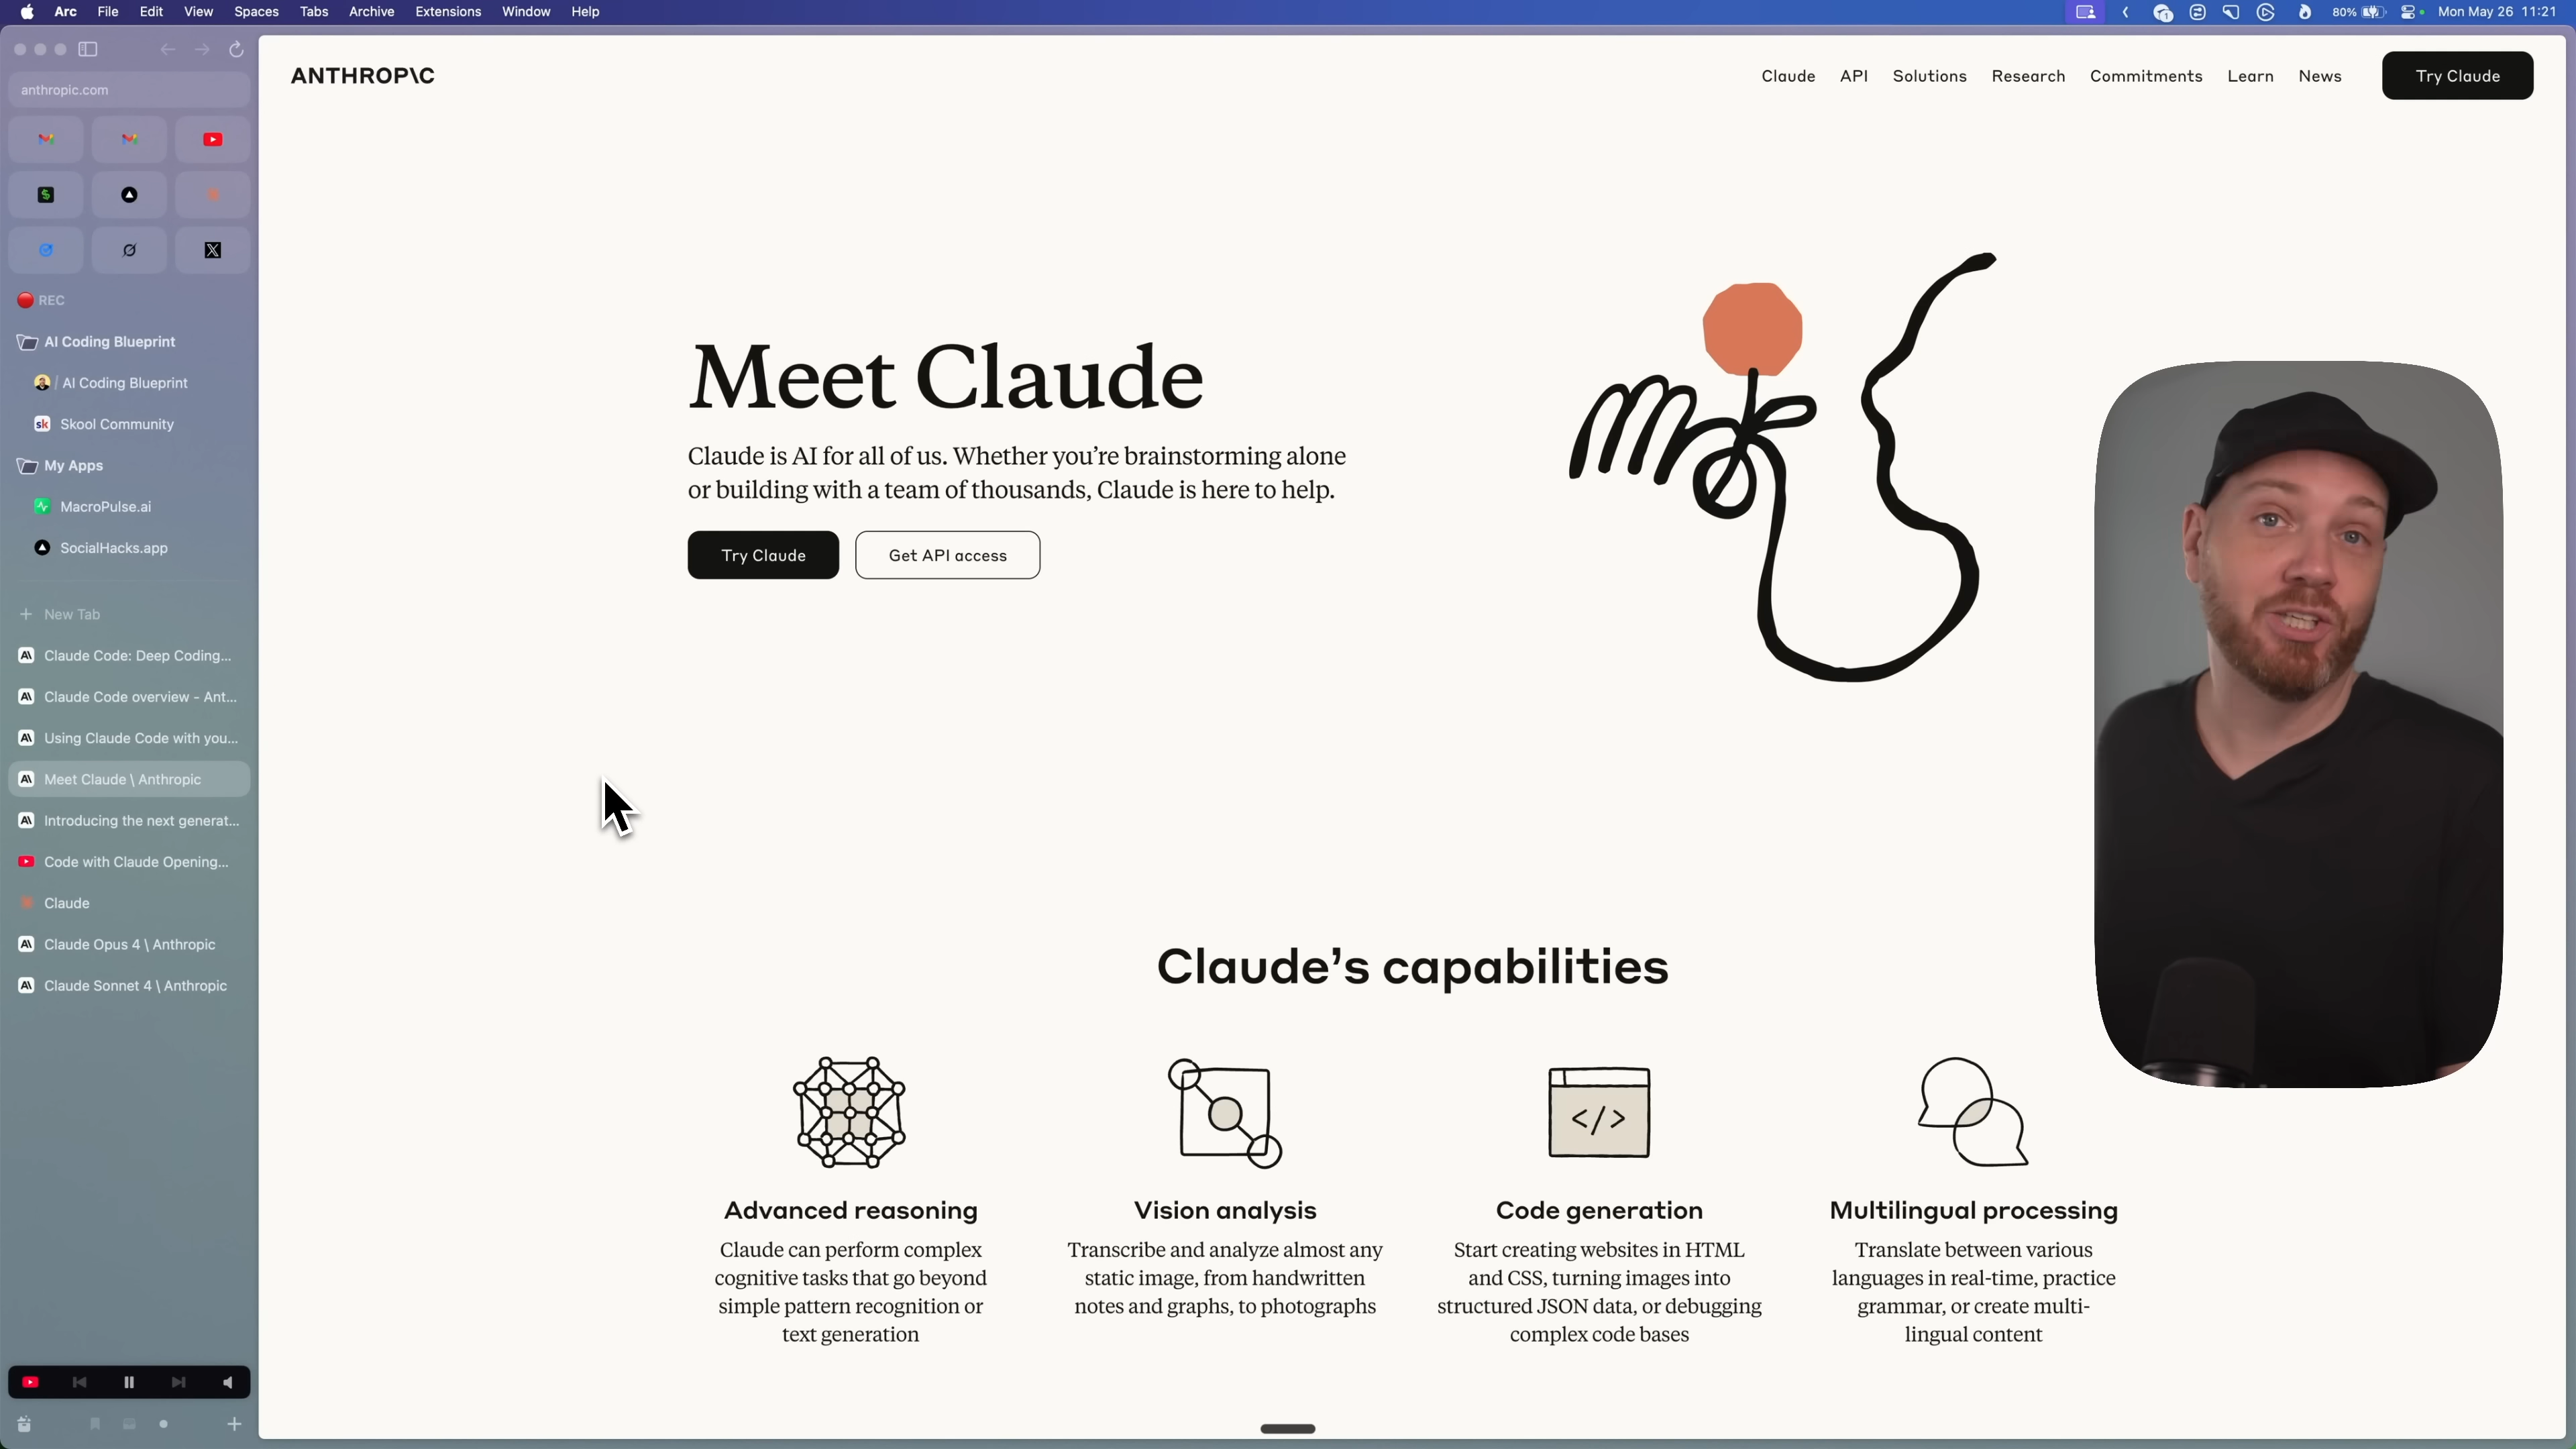 Arc File Edit View Spaces Tabs Archive Extensions Window Help
80% Mon May 26 11:21
anthropic.com
REC
AI Coding Blueprint
/ AI Coding Blueprint
sk Skool Community
My Apps
MacroPulse.ai
SocialHacks.app
+ New Tab
Claude Code: Deep Coding...
Claude Code overview - Ant...
Using Claude Code with you...
Meet Claude \ Anthropic
Introducing the next generat...
Code with Claude Opening...
Claude
Claude Opus 4 \ Anthropic
Claude Sonnet 4 \ Anthropic
ANTHROP\C
Claude API Solutions Research Commitments Learn News Try Claude
Meet Claude
Claude is AI for all of us. Whether you’re brainstorming alone
or building with a team of thousands, Claude is here to help.
Try Claude Get API access
Claude’s capabilities
</>
Advanced reasoning
Claude can perform complex
cognitive tasks that go beyond
simple pattern recognition or
text generation
Vision analysis
Transcribe and analyze almost any
static image, from handwritten
notes and graphs, to photographs
Code generation
Start creating websites in HTML
and CSS, turning images into
structured JSON data, or debugging
complex code bases
Multilingual processing
Translate between various
languages in real-time, practice
grammar, or create multi-
lingual content